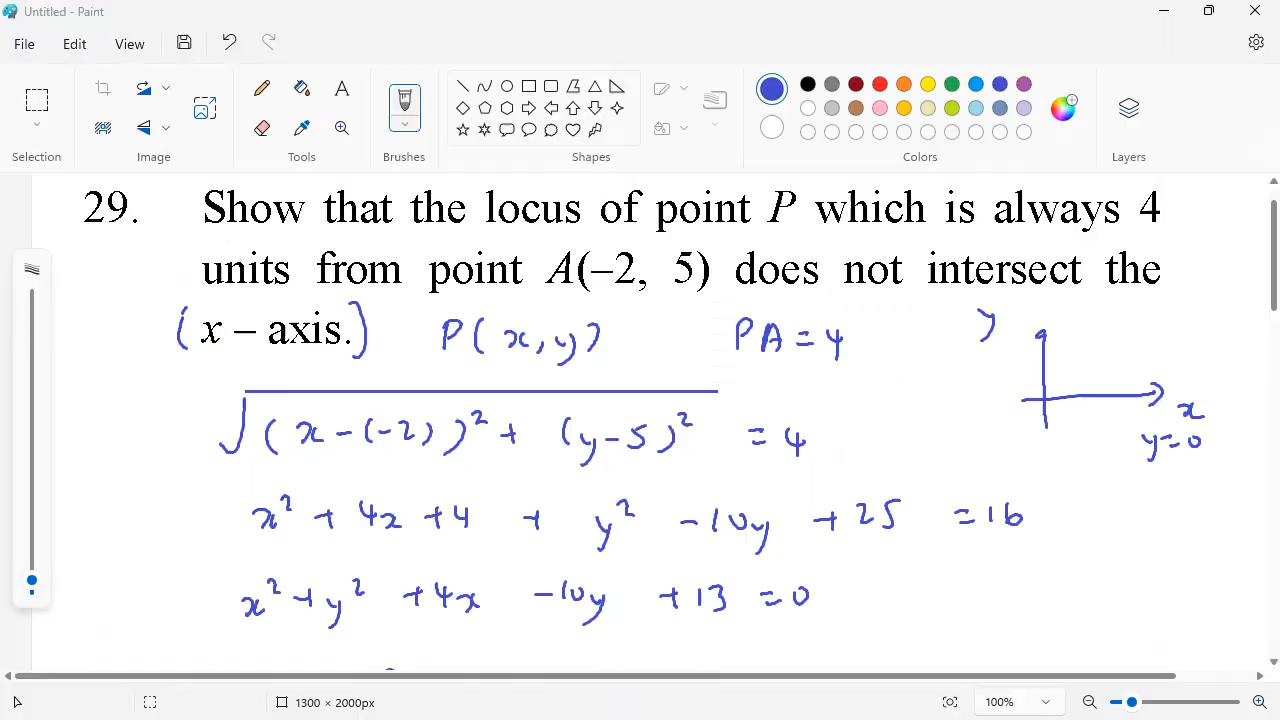 Untitled - Paint
File Edit View
Selection Image Tools Brushes Shapes Colors Layers
29. Show that the locus of point P which is always 4
units from point A(–2, 5) does not intersect the
(x – axis.) P(x,y) PA = 4 y
√((x-(-2))² + (y-5)²) = 4 x
y=0
x² + 4x + 4 + y² - 10y + 25 = 16
x² + y² + 4x - 10y + 13 = 0
1300 × 2000px 100%